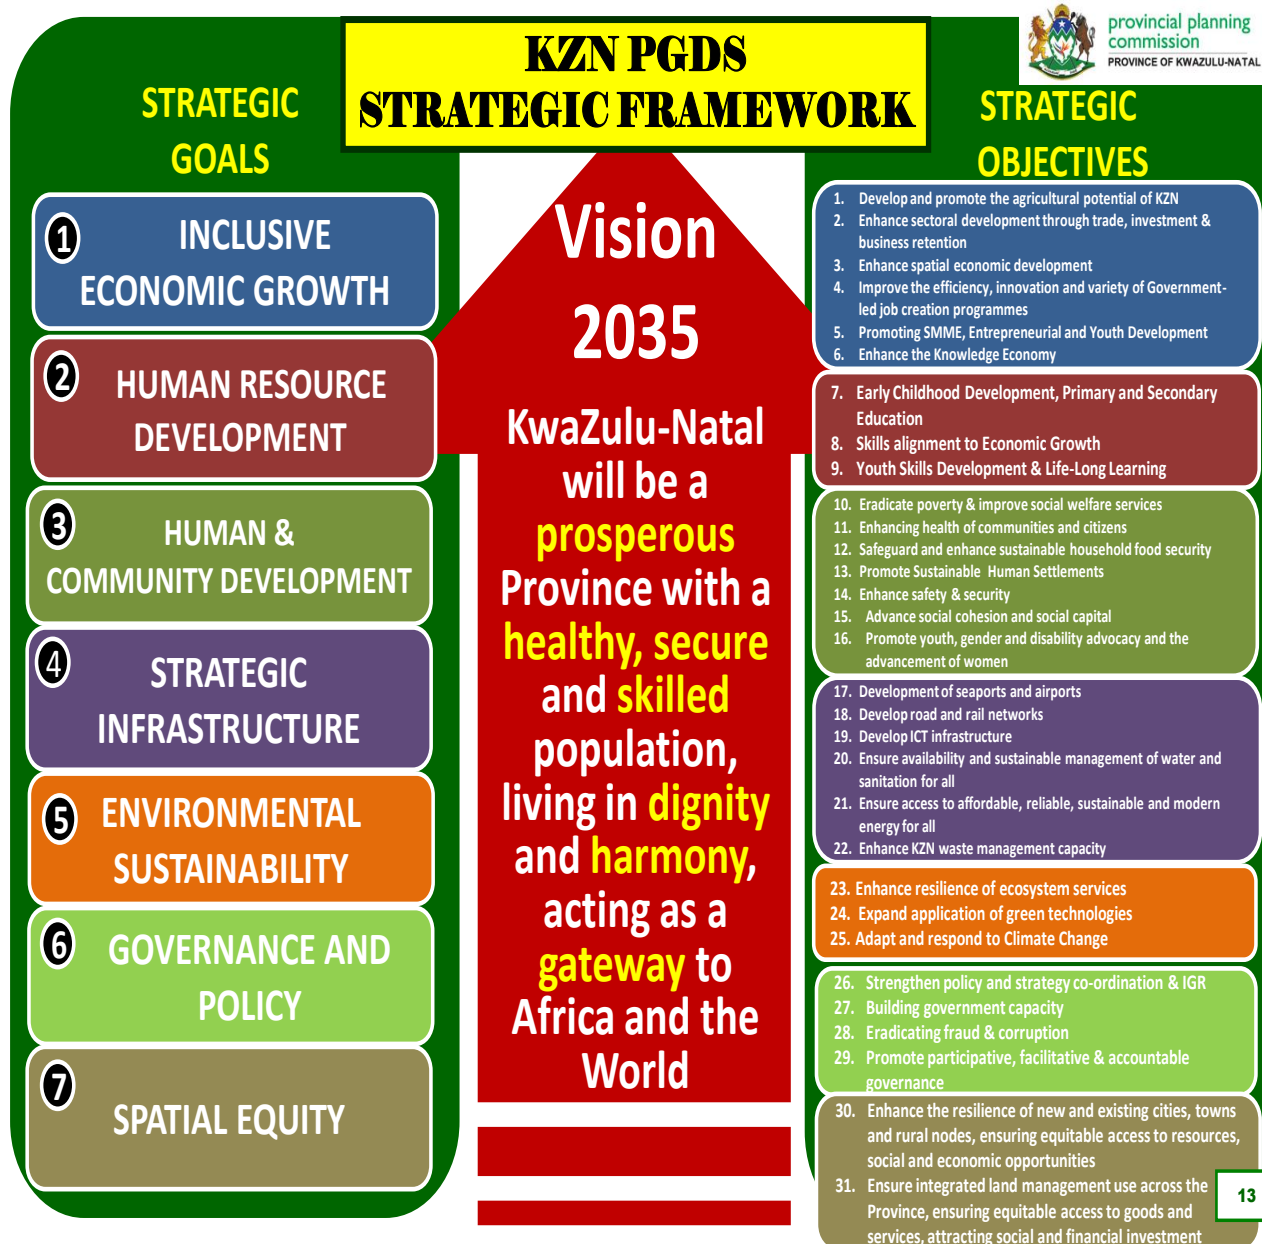 KZN PGDS
STRATEGIC FRAMEWORK
provincial planning
commission
PROVINCE OF KWAZULU-NATAL
STRATEGIC
GOALS
1
INCLUSIVE
ECONOMIC GROWTH
2
HUMAN RESOURCE
DEVELOPMENT
3
HUMAN &
COMMUNITY DEVELOPMENT
4
STRATEGIC
INFRASTRUCTURE
5
ENVIRONMENTAL
SUSTAINABILITY
6
GOVERNANCE AND
POLICY
7
SPATIAL EQUITY
Vision
2035
KwaZulu-Natal
will be a
prosperous
Province with a
healthy, secure
and skilled
population,
living in dignity
and harmony,
acting as a
gateway to
Africa and the
World
STRATEGIC
OBJECTIVES
1. Develop and promote the agricultural potential of KZN
2. Enhance sectoral development through trade, investment &
business retention
3. Enhance spatial economic development
4. Improve the efficiency, innovation and variety of Government-
led job creation programmes
5. Promoting SMME, Entrepreneurial and Youth Development
6. Enhance the Knowledge Economy
7. Early Childhood Development, Primary and Secondary
Education
8. Skills alignment to Economic Growth
9. Youth Skills Development & Life-Long Learning
10. Eradicate poverty & improve social welfare services
11. Enhancing health of communities and citizens
12. Safeguard and enhance sustainable household food security
13. Promote Sustainable Human Settlements
14. Enhance safety & security
15. Advance social cohesion and social capital
16. Promote youth, gender and disability advocacy and the
advancement of women
17. Development of seaports and airports
18. Develop road and rail networks
19. Develop ICT infrastructure
20. Ensure availability and sustainable management of water and
sanitation for all
21. Ensure access to affordable, reliable, sustainable and modern
energy for all
22. Enhance KZN waste management capacity
23. Enhance resilience of ecosystem services
24. Expand application of green technologies
25. Adapt and respond to Climate Change
26. Strengthen policy and strategy co-ordination & IGR
27. Building government capacity
28. Eradicating fraud & corruption
29. Promote participative, facilitative & accountable
governance
30. Enhance the resilience of new and existing cities, towns
and rural nodes, ensuring equitable access to resources,
social and economic opportunities
31. Ensure integrated land management use across the
Province, ensuring equitable access to goods and
services, attracting social and financial investment
13